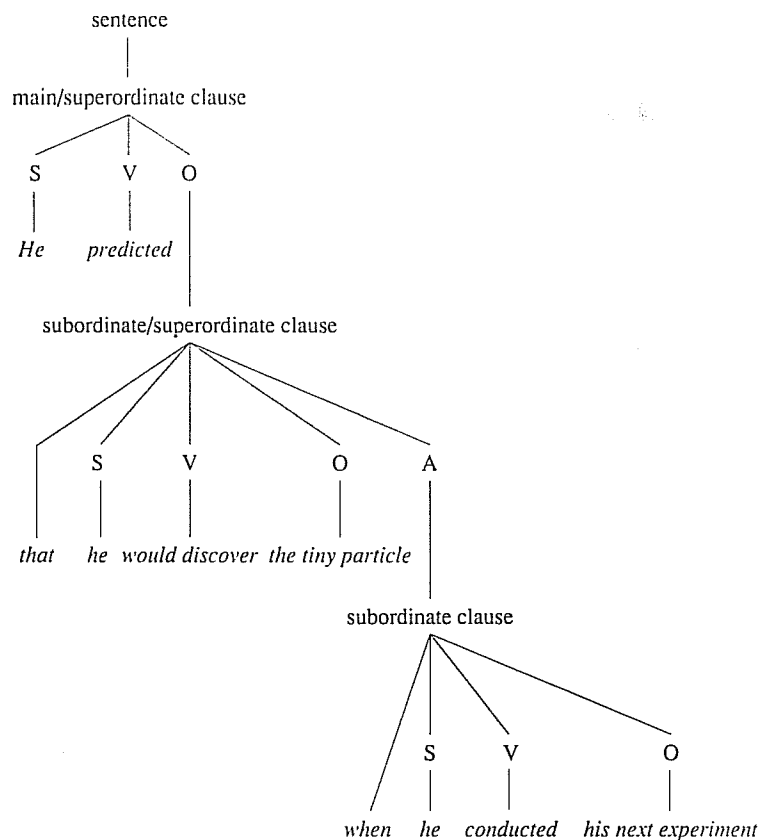 sentence
main/superordinate clause
S V O
He predicted
subordinate/superordinate clause
S V O A
that he would discover the tiny particle
subordinate clause
S V O
when he conducted his next experiment